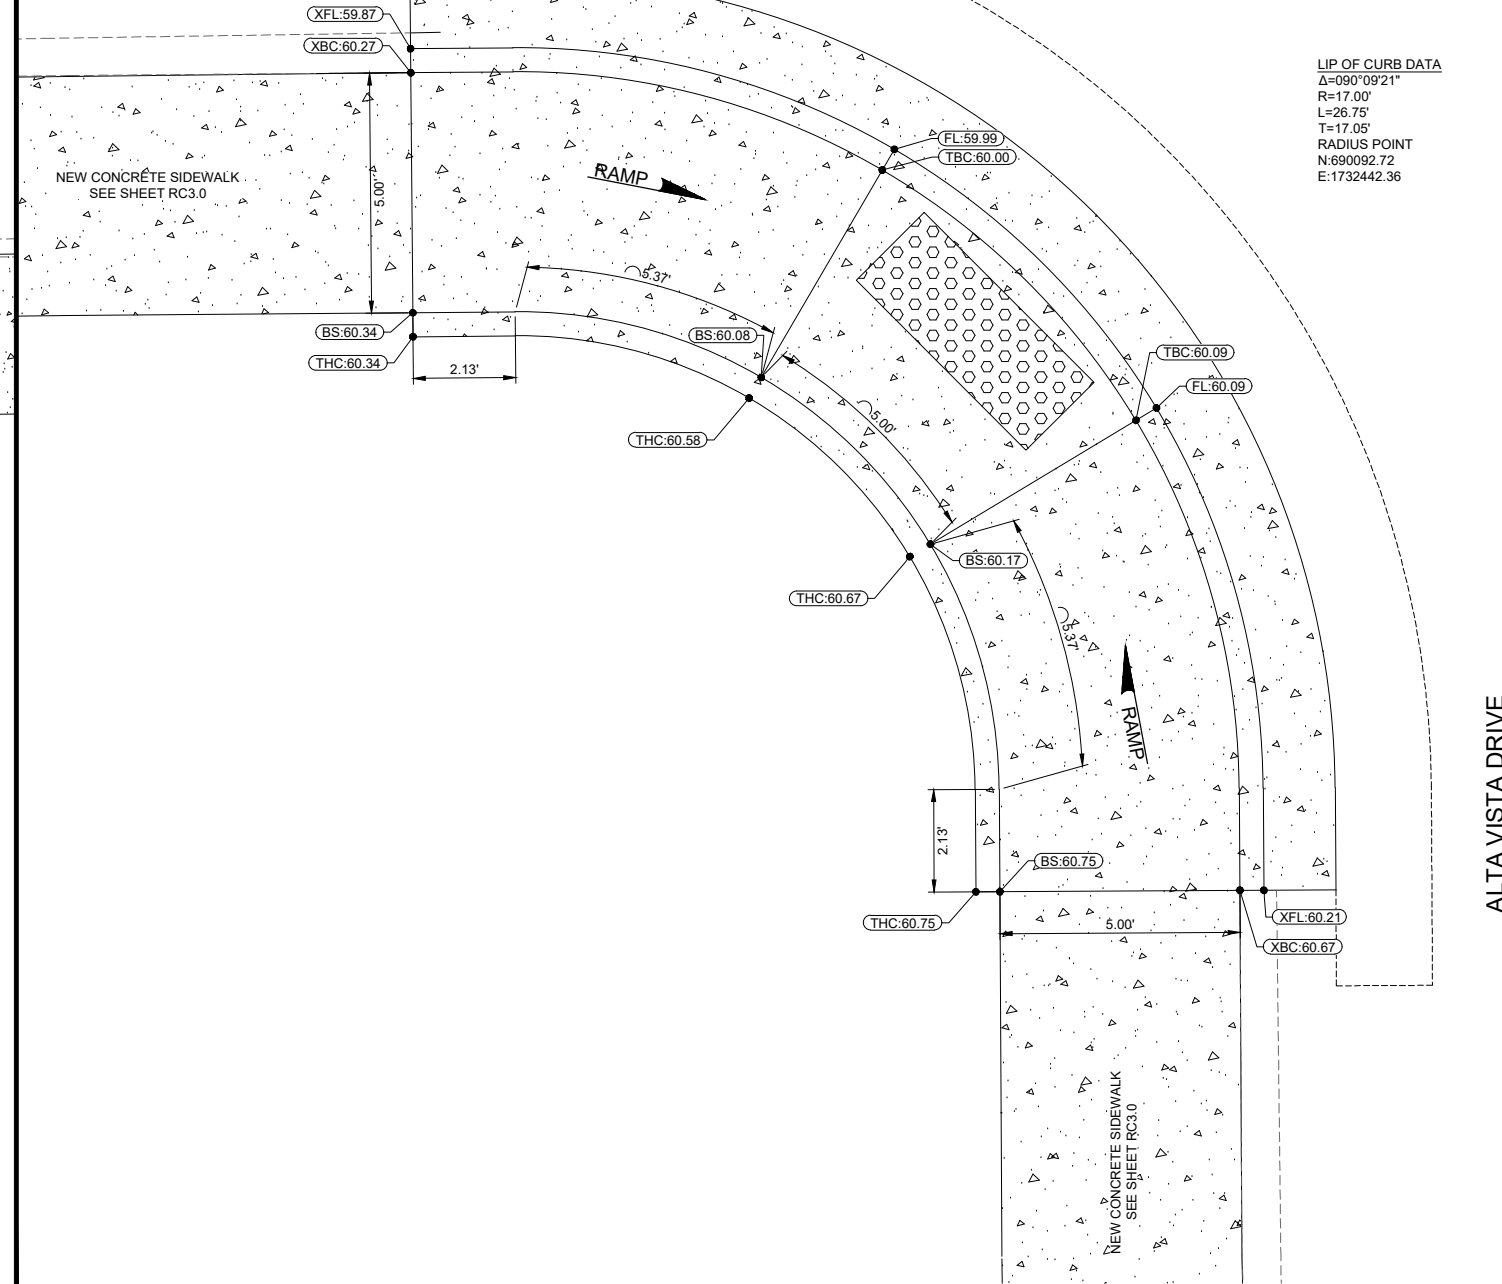 XFL:59.87
XBC:60.27
LIP OF CURB DATA
Δ=090°09'21"
R=17.00'
L=26.75'
T=17.05'
RADIUS POINT
N:690092.72
E:1732442.36
FL:59.99
TBC:60.00
NEW CONCRETE SIDEWALK
SEE SHEET RC3.0
5.00'
RAMP
5.37'
BS:60.34
THC:60.34
2.13'
BS:60.08
TBC:60.09
FL:60.09
THC:60.58
5.00'
BS:60.17
THC:60.67
5.37'
RAMP
ALTA VISTA DRIVE
2.13'
BS:60.75
THC:60.75
5.00'
XFL:60.21
XBC:60.67
NEW CONCRETE SIDEWALK
SEE SHEET RC3.0